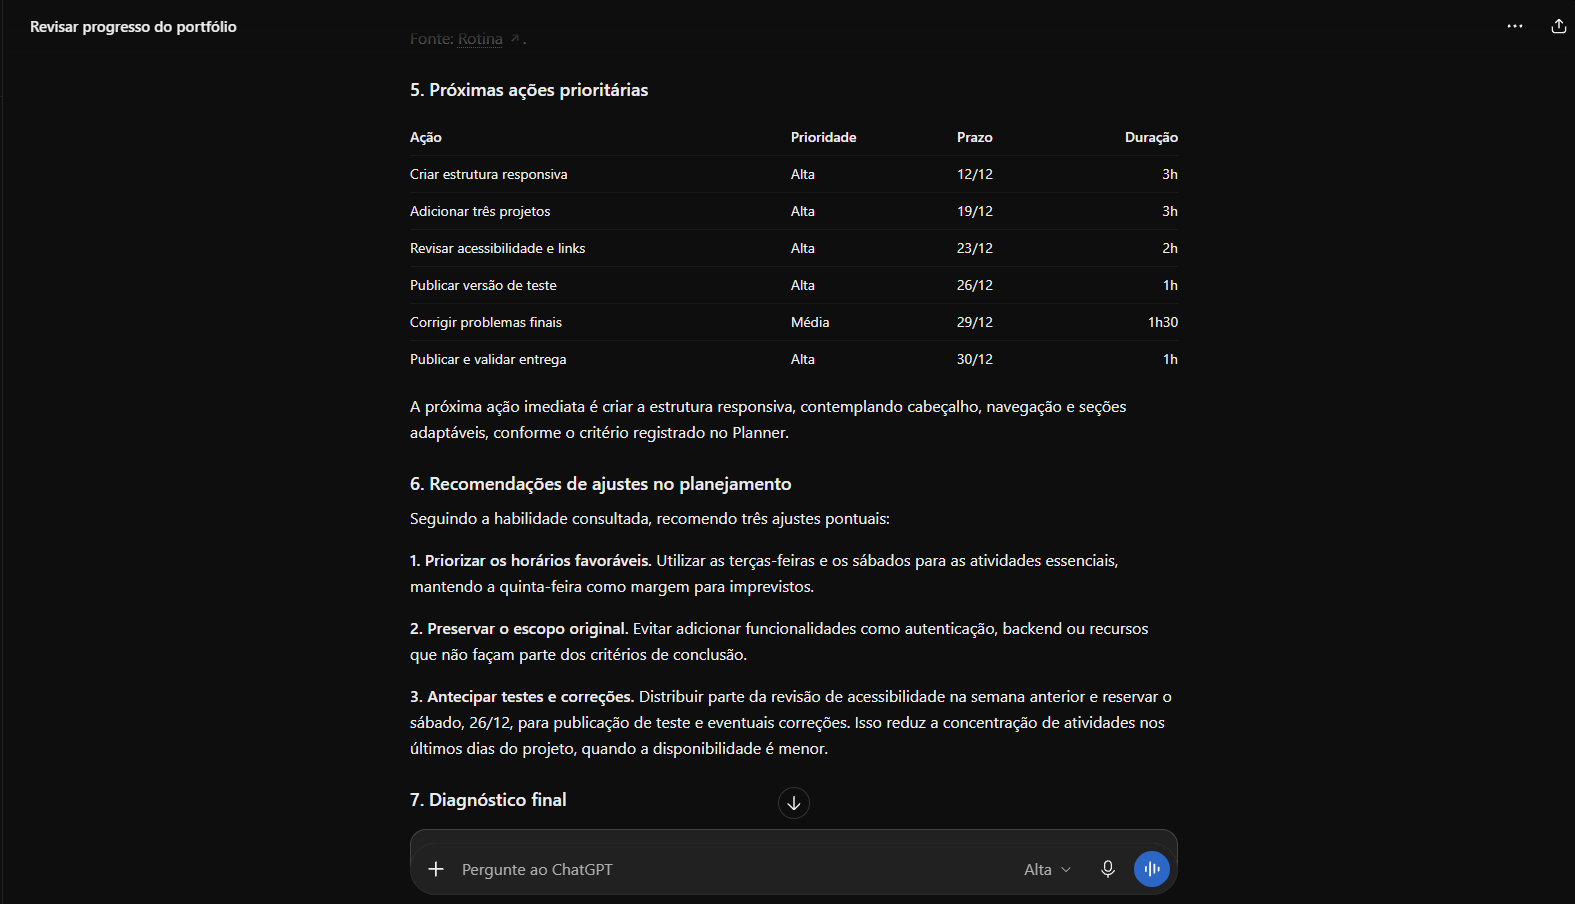 Revisar progresso do portfólio
Fonte: Rotina ↗.
5. Próximas ações prioritárias
Ação Prioridade Prazo Duração
Criar estrutura responsiva Alta 12/12 3h
Adicionar três projetos Alta 19/12 3h
Revisar acessibilidade e links Alta 23/12 2h
Publicar versão de teste Alta 26/12 1h
Corrigir problemas finais Média 29/12 1h30
Publicar e validar entrega Alta 30/12 1h
A próxima ação imediata é criar a estrutura responsiva, contemplando cabeçalho, navegação e seções
adaptáveis, conforme o critério registrado no Planner.
6. Recomendações de ajustes no planejamento
Seguindo a habilidade consultada, recomendo três ajustes pontuais:
1. Priorizar os horários favoráveis. Utilizar as terças-feiras e os sábados para as atividades essenciais,
mantendo a quinta-feira como margem para imprevistos.
2. Preservar o escopo original. Evitar adicionar funcionalidades como autenticação, backend ou recursos
que não façam parte dos critérios de conclusão.
3. Antecipar testes e correções. Distribuir parte da revisão de acessibilidade na semana anterior e reservar o
sábado, 26/12, para publicação de teste e eventuais correções. Isso reduz a concentração de atividades nos
últimos dias do projeto, quando a disponibilidade é menor.
7. Diagnóstico final
Pergunte ao ChatGPT Alta